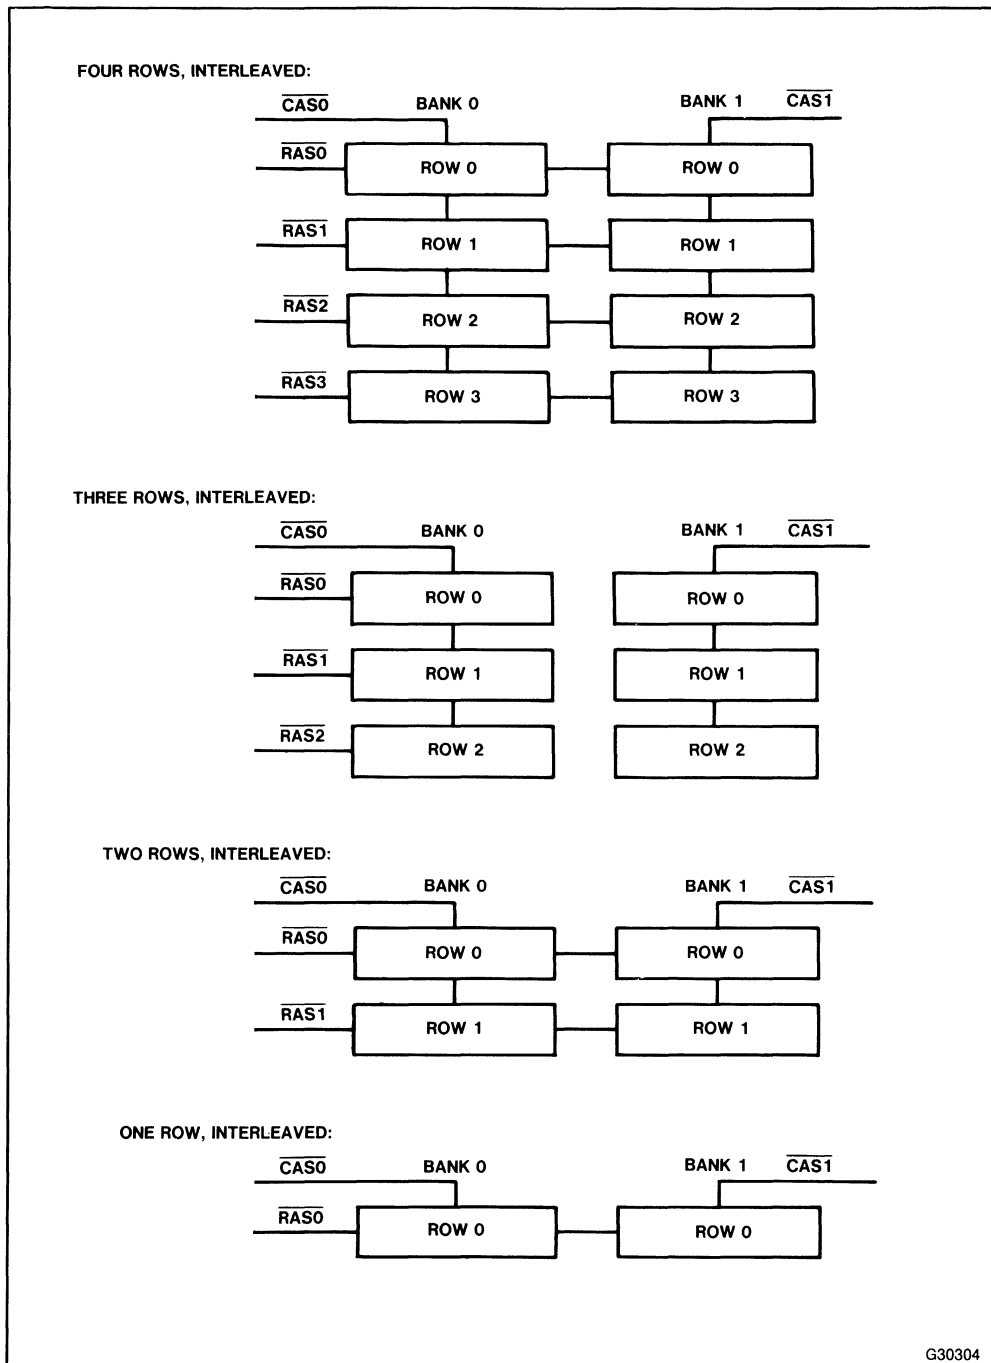 FOUR ROWS, INTERLEAVED:
CAS0 BANK 0 BANK 1 CAS1
RAS0 ROW 0 ROW 0
RAS1 ROW 1 ROW 1
RAS2 ROW 2 ROW 2
RAS3 ROW 3 ROW 3
THREE ROWS, INTERLEAVED:
CAS0 BANK 0 BANK 1 CAS1
RAS0 ROW 0 ROW 0
RAS1 ROW 1 ROW 1
RAS2 ROW 2 ROW 2
TWO ROWS, INTERLEAVED:
CAS0 BANK 0 BANK 1 CAS1
RAS0 ROW 0 ROW 0
RAS1 ROW 1 ROW 1
ONE ROW, INTERLEAVED:
CAS0 BANK 0 BANK 1 CAS1
RAS0 ROW 0 ROW 0
G30304